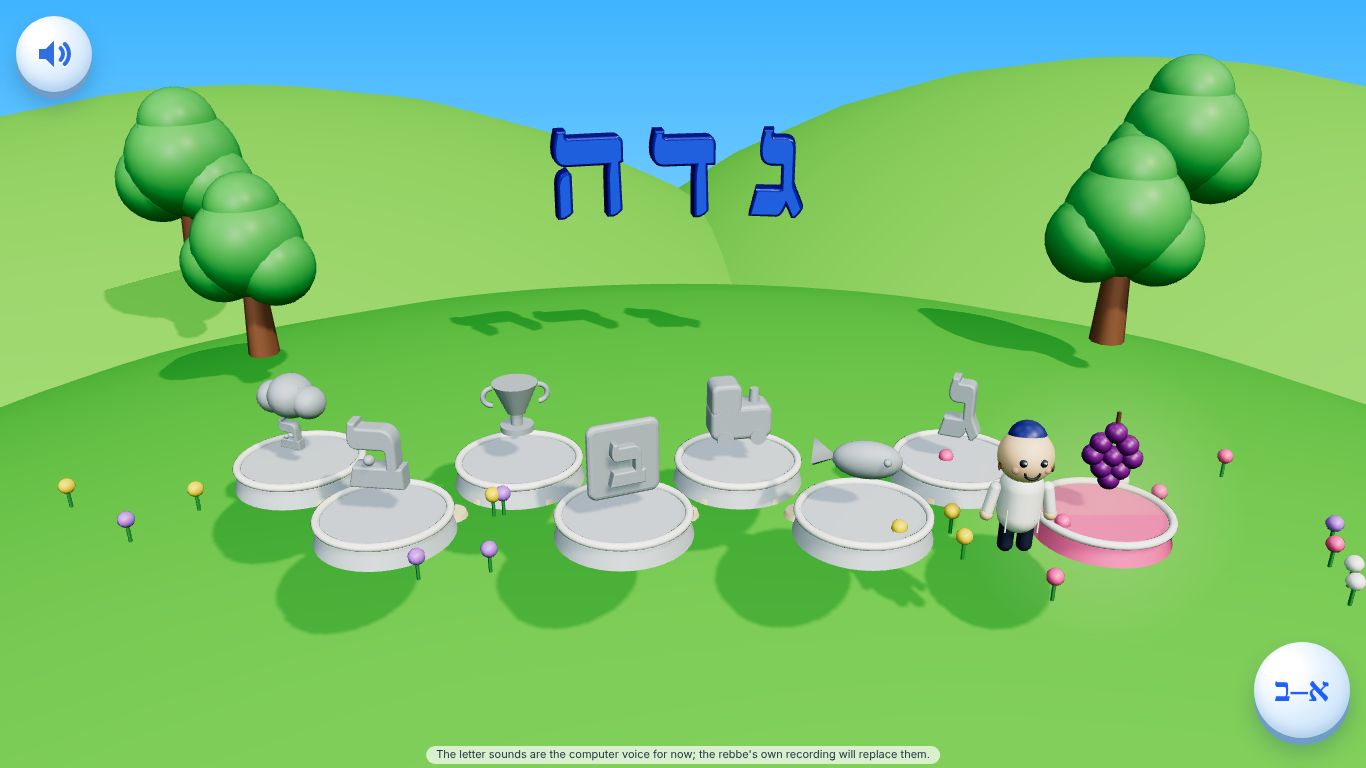 ג ד ה
ג
בּ
א–ב
The letter sounds are the computer voice for now; the rebbe's own recording will replace them.